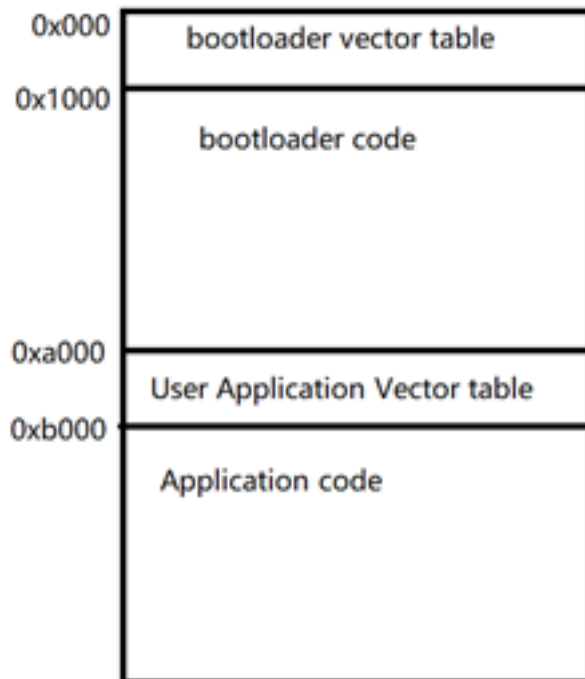 0x000
bootloader vector table
0x1000
bootloader code
0xa000
User Application Vector table
0xb000
Application code